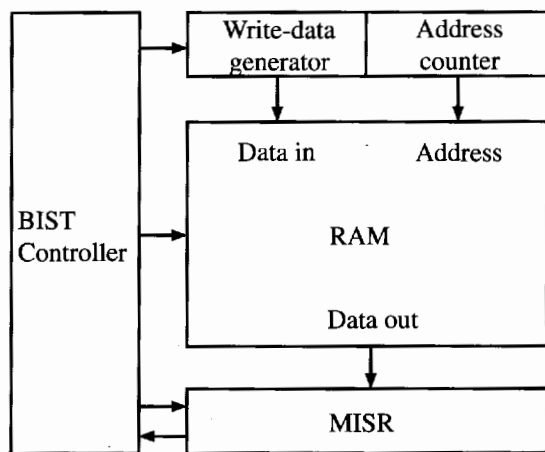 Write-data
generator
Address
counter
Data in
Address
BIST
Controller
RAM
Data out
MISR